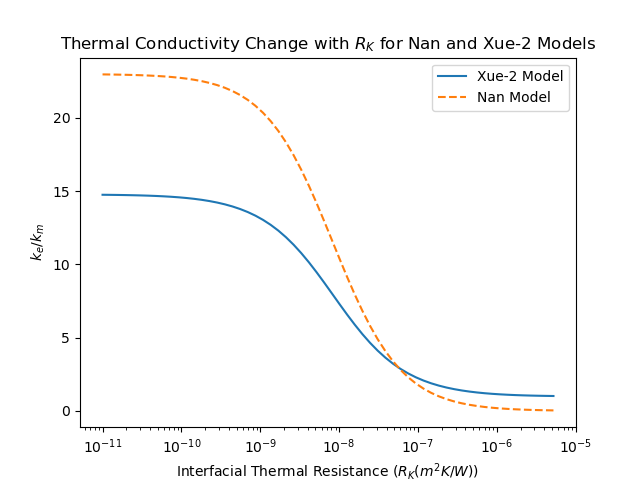 Thermal Conductivity Change with $R_K$ for Nan and Xue-2 Models
Xue-2 Model
Nan Model
$k_e/k_m$
20
15
10
5
0
$10^{-11}$ $10^{-10}$ $10^{-9}$ $10^{-8}$ $10^{-7}$ $10^{-6}$ $10^{-5}$
Interfacial Thermal Resistance ($R_K(m^2K/W)$)